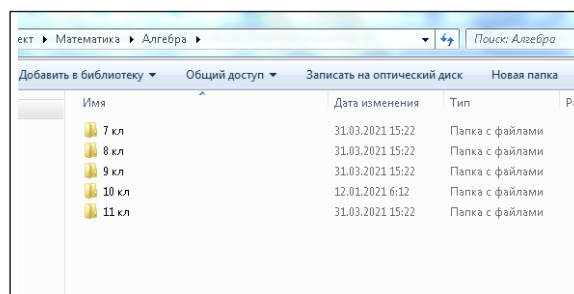 ект ▸ Математика ▸ Алгебра ▸ Поиск: Алгебра
Добавить в библиотеку ▾ Общий доступ ▾ Записать на оптический диск Новая папка
Имя Дата изменения Тип Ра
7 кл 31.03.2021 15:22 Папка с файлами
8 кл 31.03.2021 15:22 Папка с файлами
9 кл 31.03.2021 15:22 Папка с файлами
10 кл 12.01.2021 6:12 Папка с файлами
11 кл 31.03.2021 15:22 Папка с файлами